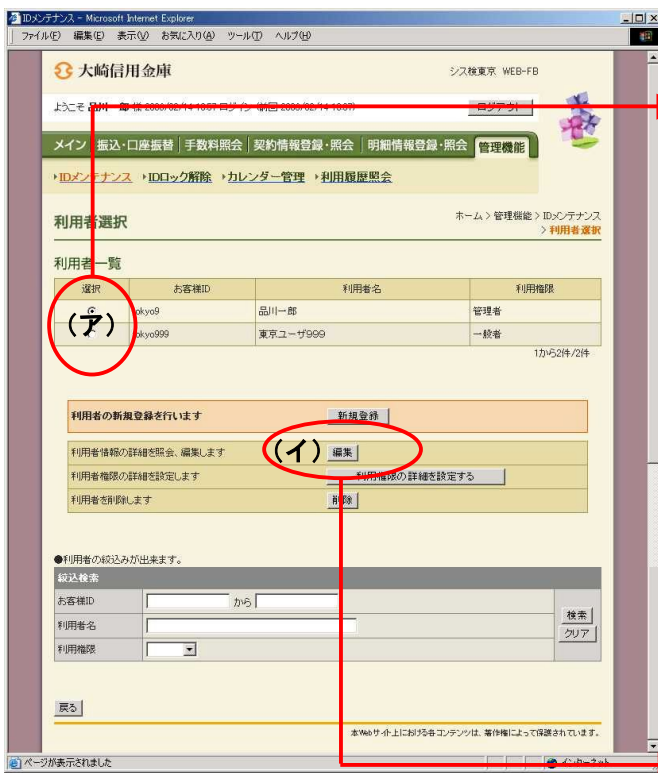 IDメンテナンス - Microsoft Internet Explorer
ファイル(F) 編集(E) 表示(V) お気に入り(A) ツール(T) ヘルプ(H)
大崎信用金庫
シス検東京 WEB-FB
ようこそ 品川一郎 様
ログアウト
メイン 振込・口座振替 手数料照会 契約情報登録・照会 明細情報登録・照会 管理機能
IDメンテナンス IDロック解除 カレンダー管理 利用履歴照会
利用者選択
ホーム > 管理機能 > IDメンテナンス
> 利用者選択
利用者一覧
選択 お客様ID 利用者名 利用権限
okyo9 品川一郎 管理者
okyo999 東京ユーザ999 一般者
(ア)
1から2件/2件
利用者の新規登録を行います 新規登録
利用者情報の詳細を照会、編集します (イ) 編集
利用者権限の詳細を設定します 利用権限の詳細を設定する
利用者を削除します 削除
●利用者の絞込みが出来ます。
絞込検索
お客様ID から
利用者名
利用権限
検索
クリア
戻る
本Webサイト上における各コンテンツは、著作権によって保護されています。
ページが表示されました インターネット